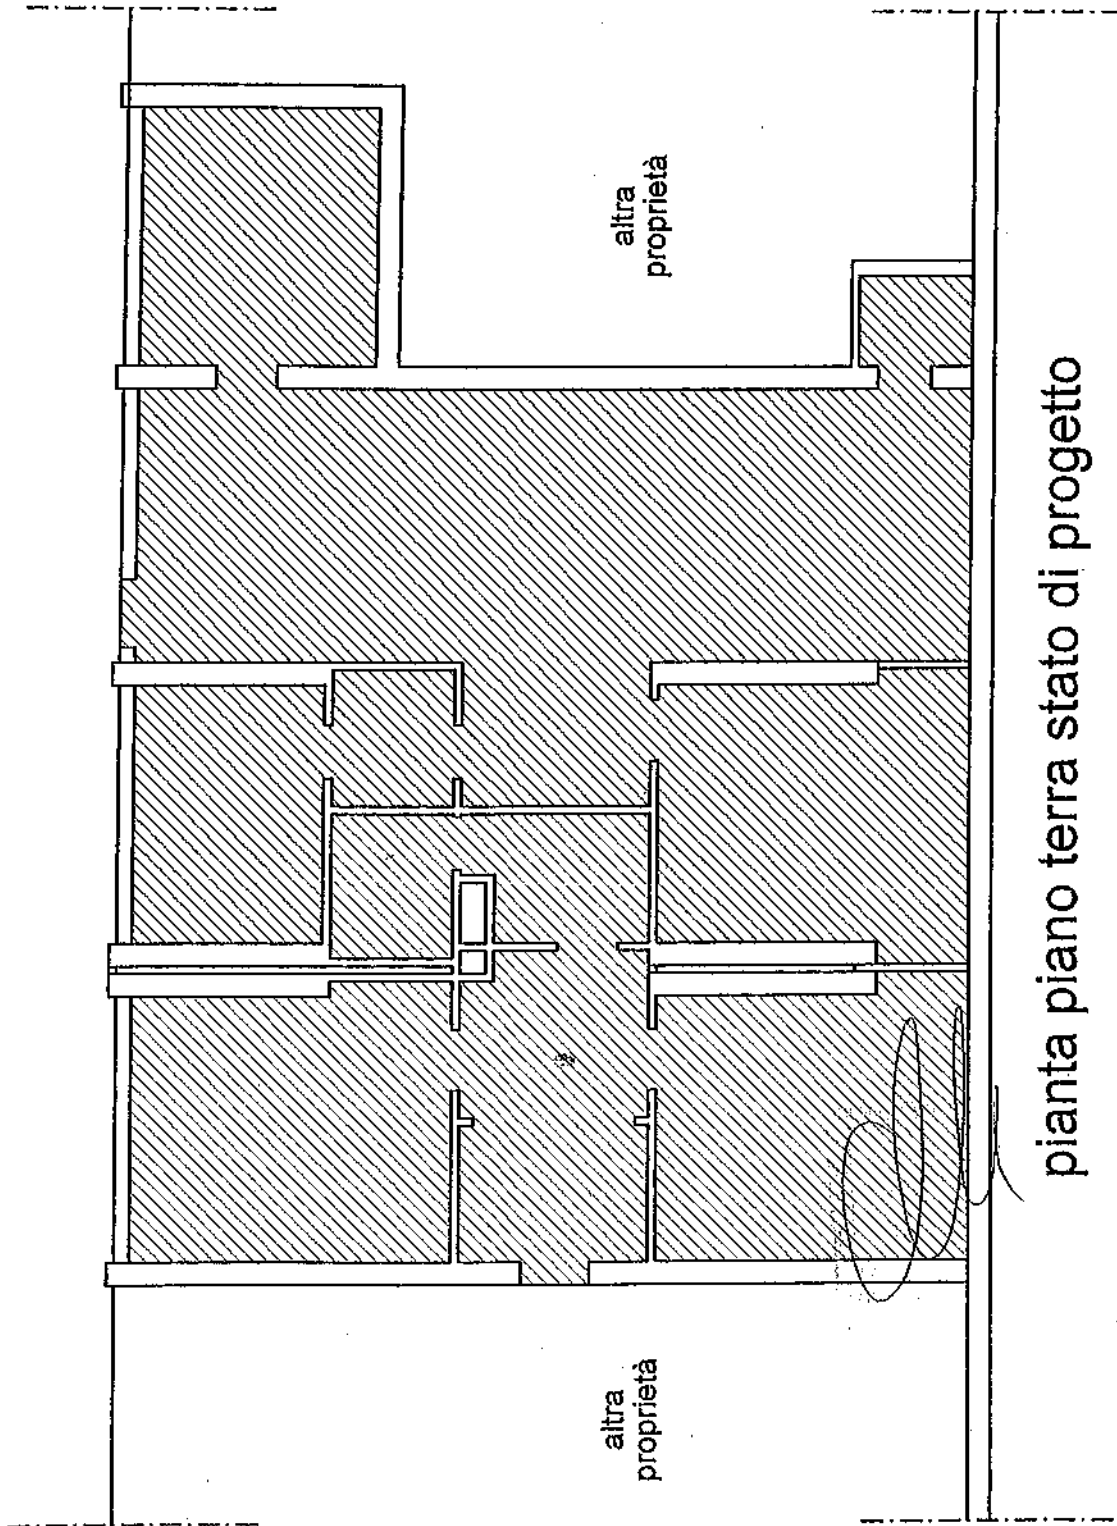 altra
proprietà
altra
proprietà
pianta piano terra stato di progetto